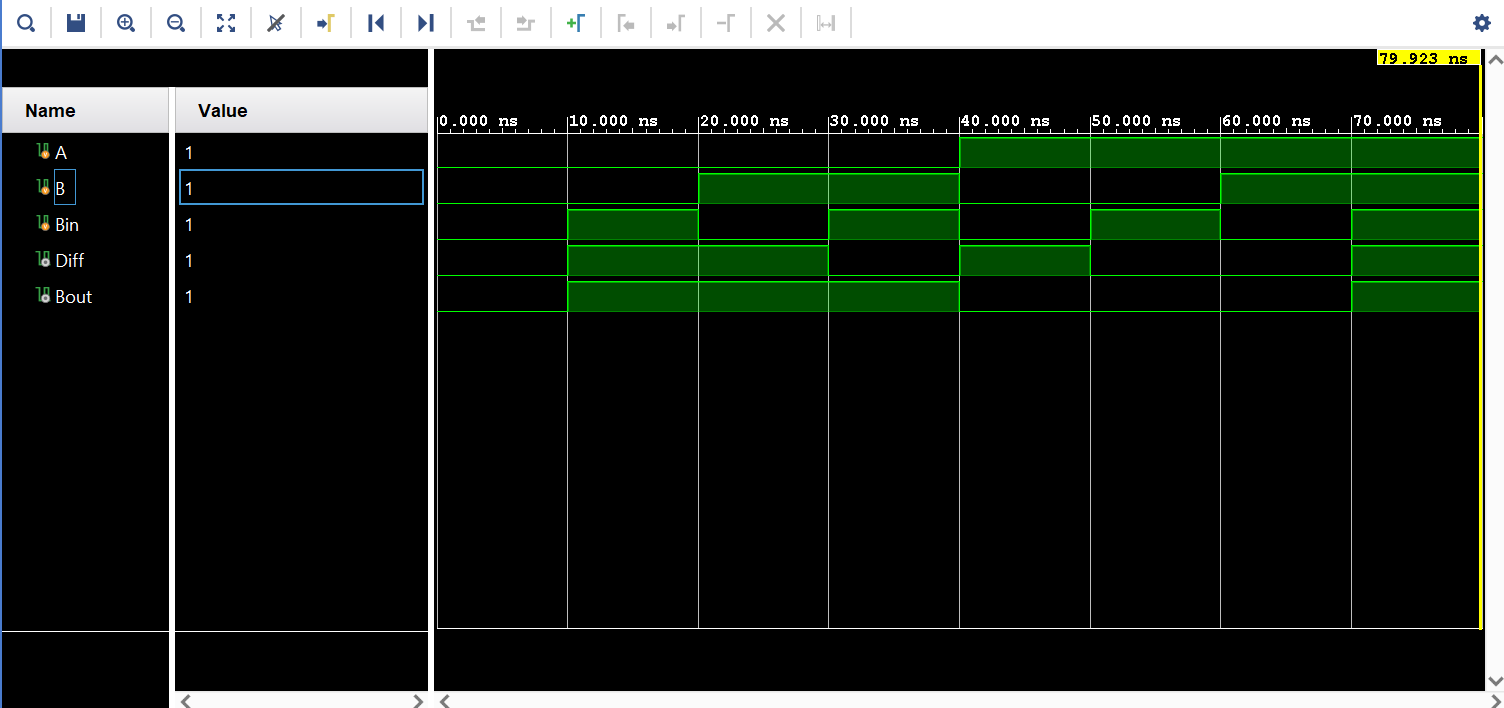 79.923 ns
Name Value
0.000 ns 10.000 ns 20.000 ns 30.000 ns 40.000 ns 50.000 ns 60.000 ns 70.000 ns
A 1
B 1
Bin 1
Diff 1
Bout 1